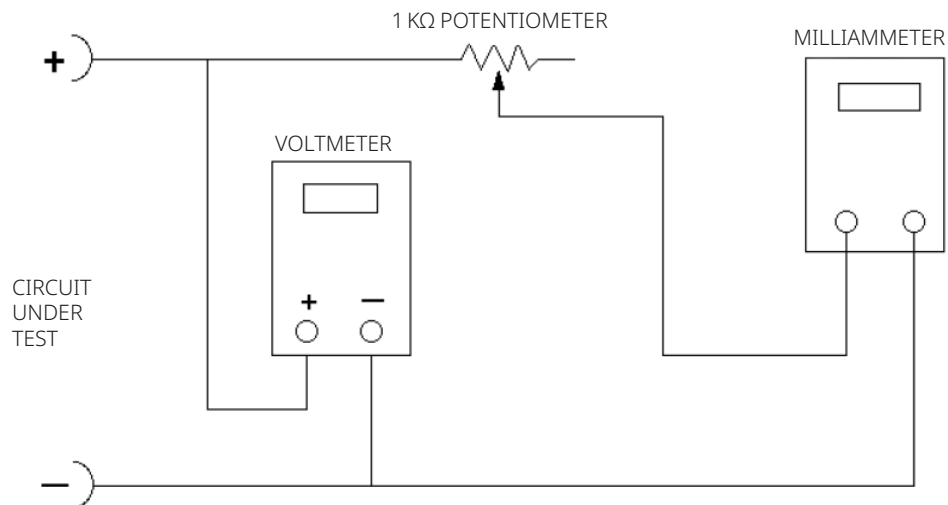 1 KΩ POTENTIOMETER
MILLIAMMETER
+
VOLTMETER
+ —
CIRCUIT
UNDER
TEST
—